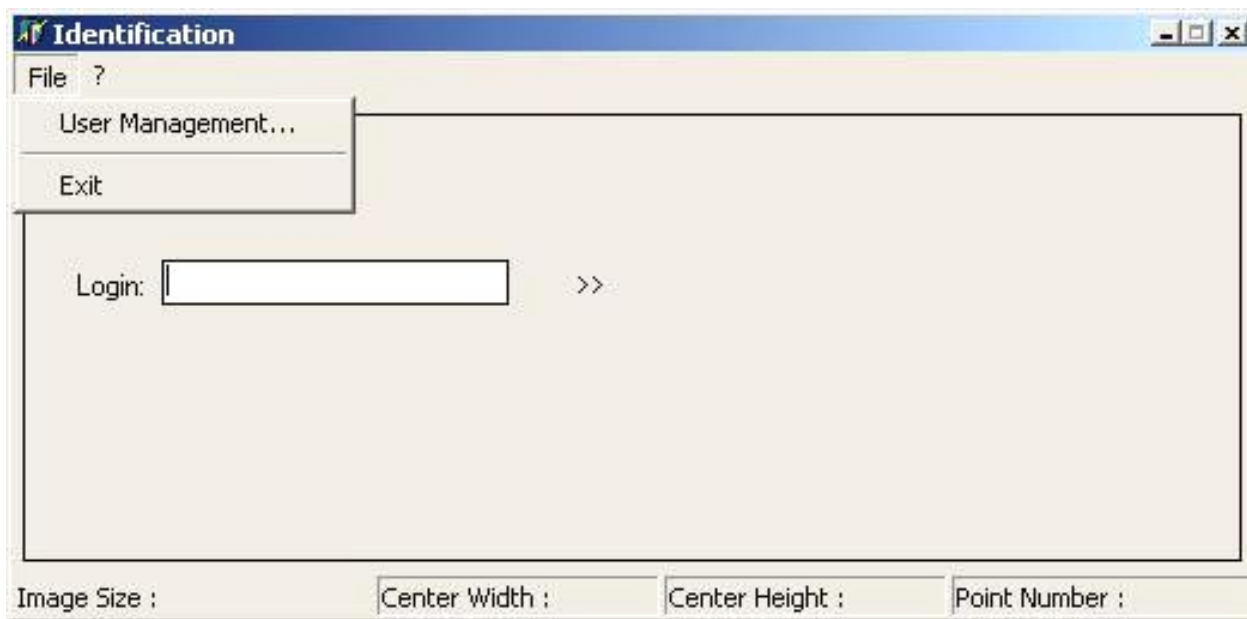 Identification
File ?
User Management...
Exit
Login: >>
Image Size : Center Width : Center Height : Point Number :